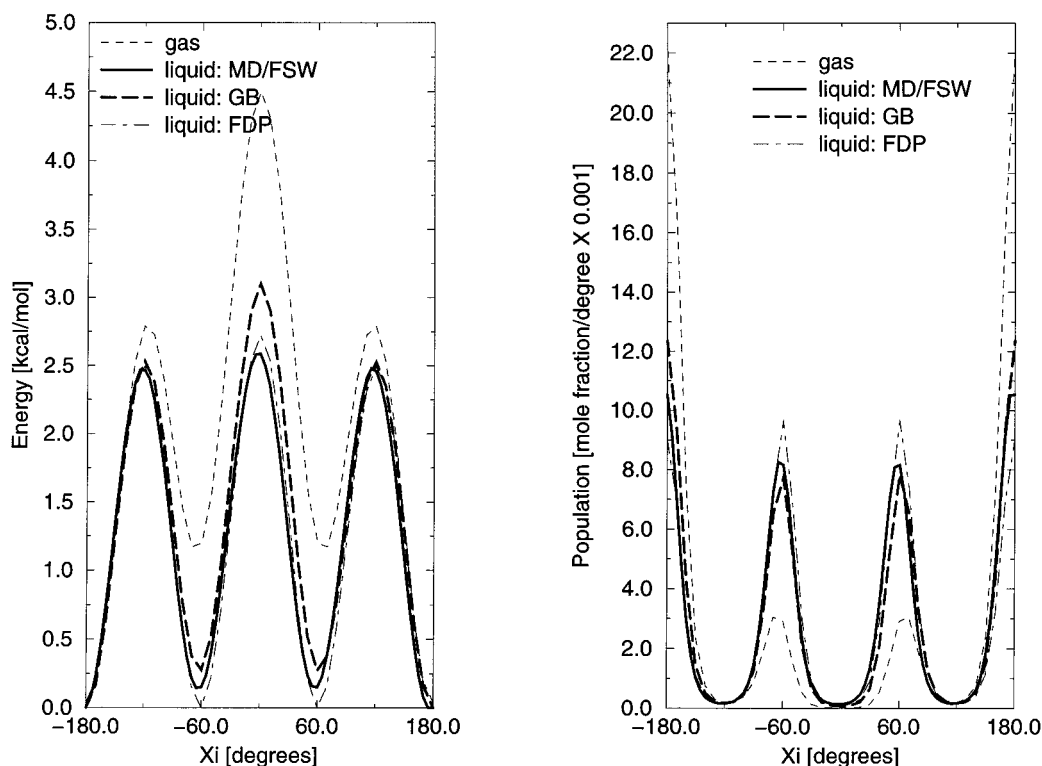 5.0
4.5
4.0
3.5
3.0
2.5
2.0
1.5
1.0
0.5
0.0
Energy [kcal/mol]
gas
liquid: MD/FSW
liquid: GB
liquid: FDP
−180.0
−60.0
60.0
180.0
Xi [degrees]
22.0
20.0
18.0
16.0
14.0
12.0
10.0
8.0
6.0
4.0
2.0
0.0
Population [mole fraction/degree X 0.001]
gas
liquid: MD/FSW
liquid: GB
liquid: FDP
−180.0
−60.0
60.0
180.0
Xi [degrees]